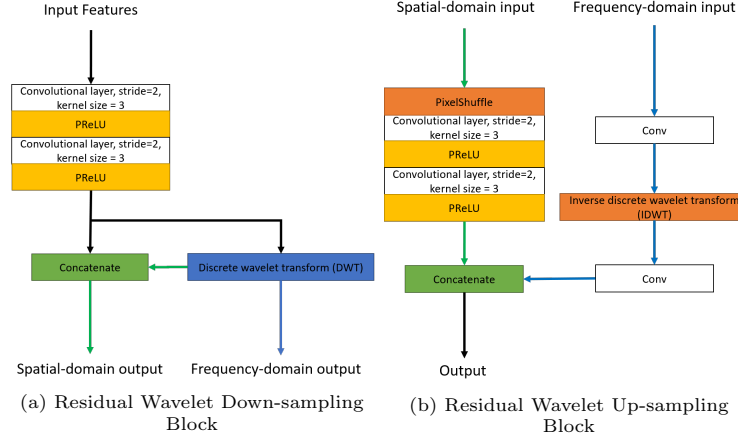 Input Features
Convolutional layer, stride=2,
kernel size = 3
PReLU
Convolutional layer, stride=2,
kernel size = 3
PReLU
Concatenate
Discrete wavelet transform (DWT)
Spatial-domain output
Frequency-domain output
(a) Residual Wavelet Down-sampling
Block
Spatial-domain input
Frequency-domain input
PixelShuffle
Convolutional layer, stride=2,
kernel size = 3
PReLU
Convolutional layer, stride=2,
kernel size = 3
PReLU
Conv
Inverse discrete wavelet transform
(IDWT)
Concatenate
Conv
Output
(b) Residual Wavelet Up-sampling
Block